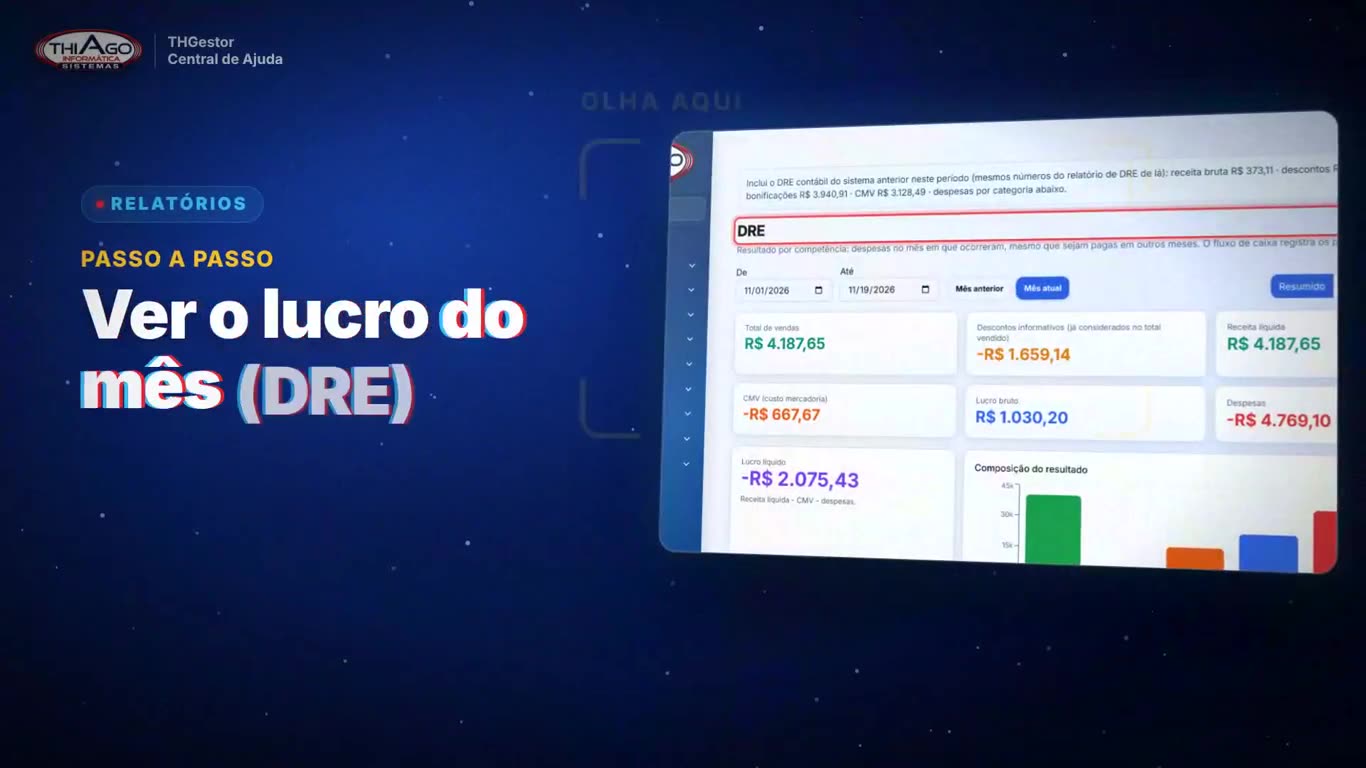 THIAGO
INFORMÁTICA
SISTEMAS
THGestor
Central de Ajuda
OLHA AQUI
RELATÓRIOS
PASSO A PASSO
Ver o lucro do
mês (DRE)
Inclui o DRE contábil do sistema anterior neste período (mesmos números do relatório de DRE de lá): receita bruta R$ 373,11 · descontos R
bonificações R$ 3.940,91 · CMV R$ 3.128,49 · despesas por categoria abaixo.
DRE
Resultado por competência: despesas no mês em que ocorreram, mesmo que sejam pagas em outros meses. O fluxo de caixa registra os p
De
Até
11/01/2026
11/19/2026
Mês anterior
Mês atual
Resumido
Total de vendas
R$ 4.187,65
Descontos informativos (já considerados no total
vendido)
-R$ 1.659,14
Receita líquida
R$ 4.187,65
CMV (custo mercadoria)
-R$ 667,67
Lucro bruto
R$ 1.030,20
Despesas
-R$ 4.769,10
Lucro líquido
-R$ 2.075,43
Receita líquida - CMV - despesas.
Composição do resultado
45k
30k
15k